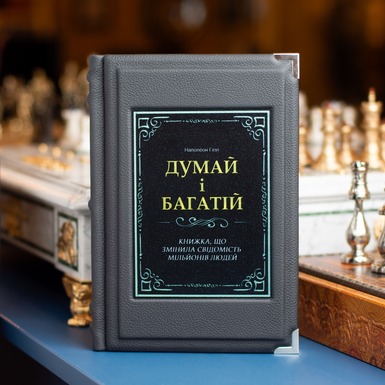 Наполеон Гілл
ДУМАЙ
і
БАГАТІЙ
КНИЖКА, ЩО
ЗМІНИЛА СВІДОМІСТЬ
МІЛЬЙОНІВ ЛЮДЕЙ